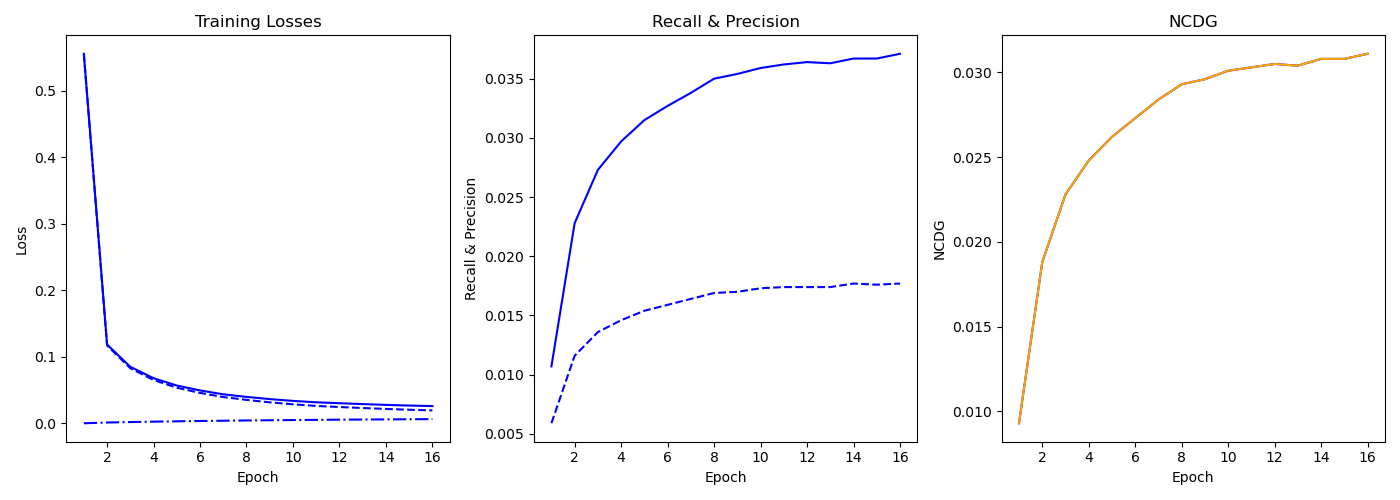 Training Losses
Loss
0.5
0.4
0.3
0.2
0.1
0.0
2 4 6 8 10 12 14 16
Epoch
Recall & Precision
Recall & Precision
0.035
0.030
0.025
0.020
0.015
0.010
0.005
2 4 6 8 10 12 14 16
Epoch
NCDG
NCDG
0.030
0.025
0.020
0.015
0.010
2 4 6 8 10 12 14 16
Epoch